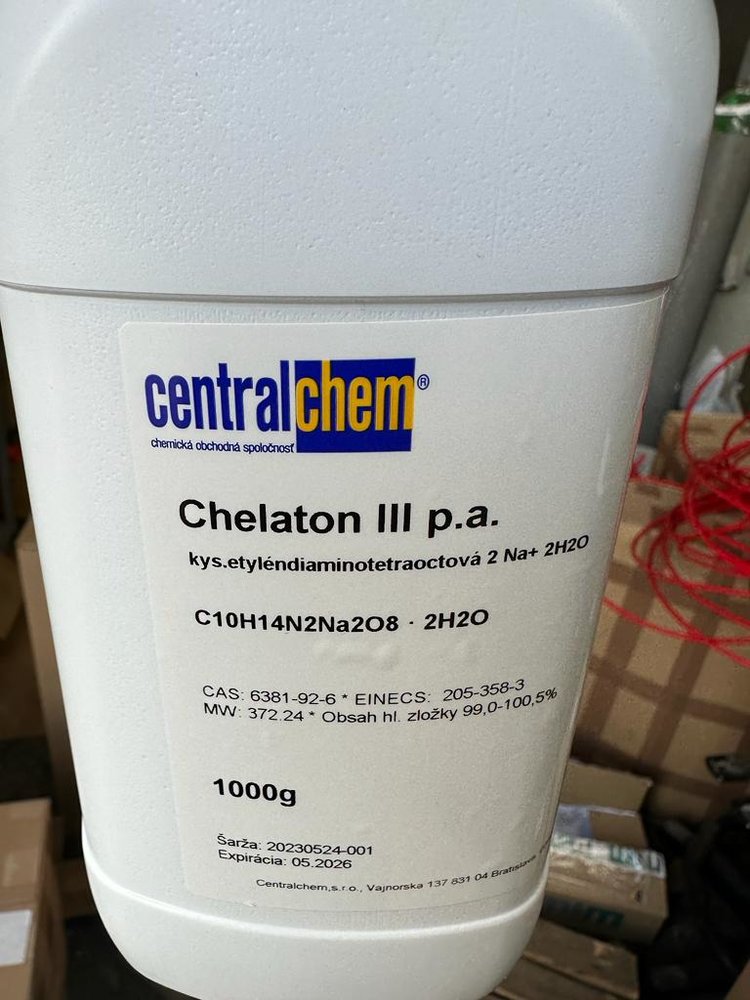 centralchem®
chemická obchodná spoločnosť
Chelaton III p.a.
kys.etyléndiaminotetraoctová 2 Na+ 2H2O
C10H14N2Na2O8 · 2H2O
CAS: 6381-92-6 * EINECS: 205-358-3
MW: 372.24 * Obsah hl. zložky 99,0-100,5%
1000g
Šarža: 20230524-001
Expirácia: 05.2026
Centralchem,s.r.o., Vajnorska 137 831 04 Bratislava,